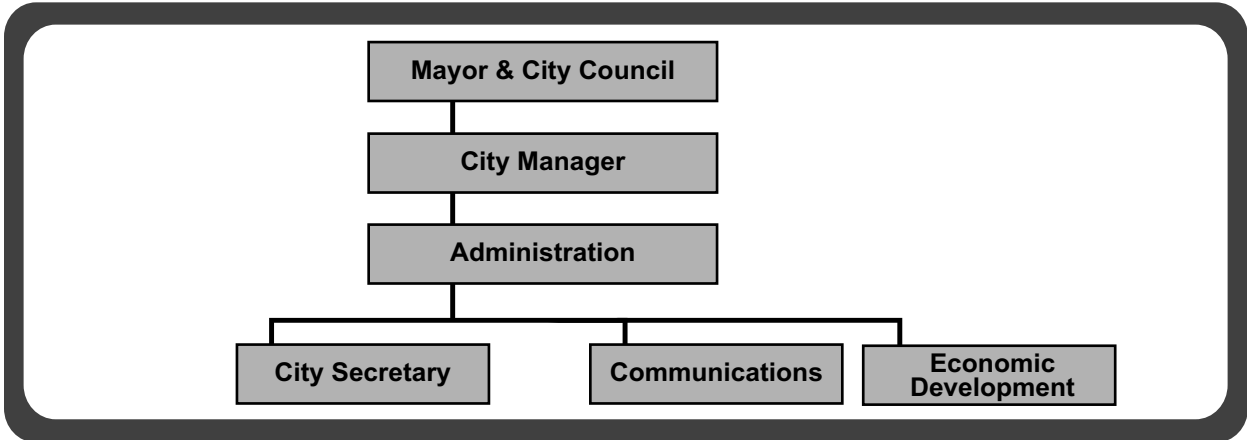 Mayor & City Council
City Manager
Administration
City Secretary
Communications
Economic
Development